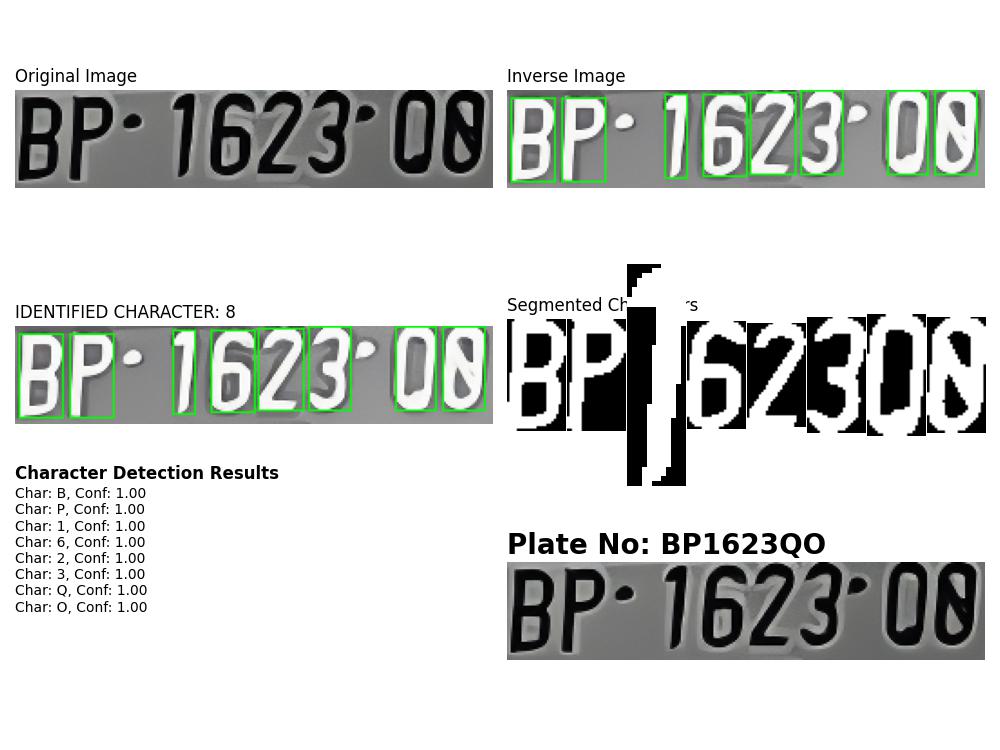 Original Image
BP 1623 00
Inverse Image
BP 1623 00
IDENTIFIED CHARACTER: 8
BP 1623 00
Segmented Ch rs
BP 62300
Character Detection Results
Char: B, Conf: 1.00
Char: P, Conf: 1.00
Char: 1, Conf: 1.00
Char: 6, Conf: 1.00
Char: 2, Conf: 1.00
Char: 3, Conf: 1.00
Char: Q, Conf: 1.00
Char: O, Conf: 1.00
Plate No: BP1623QO
BP 1623 00